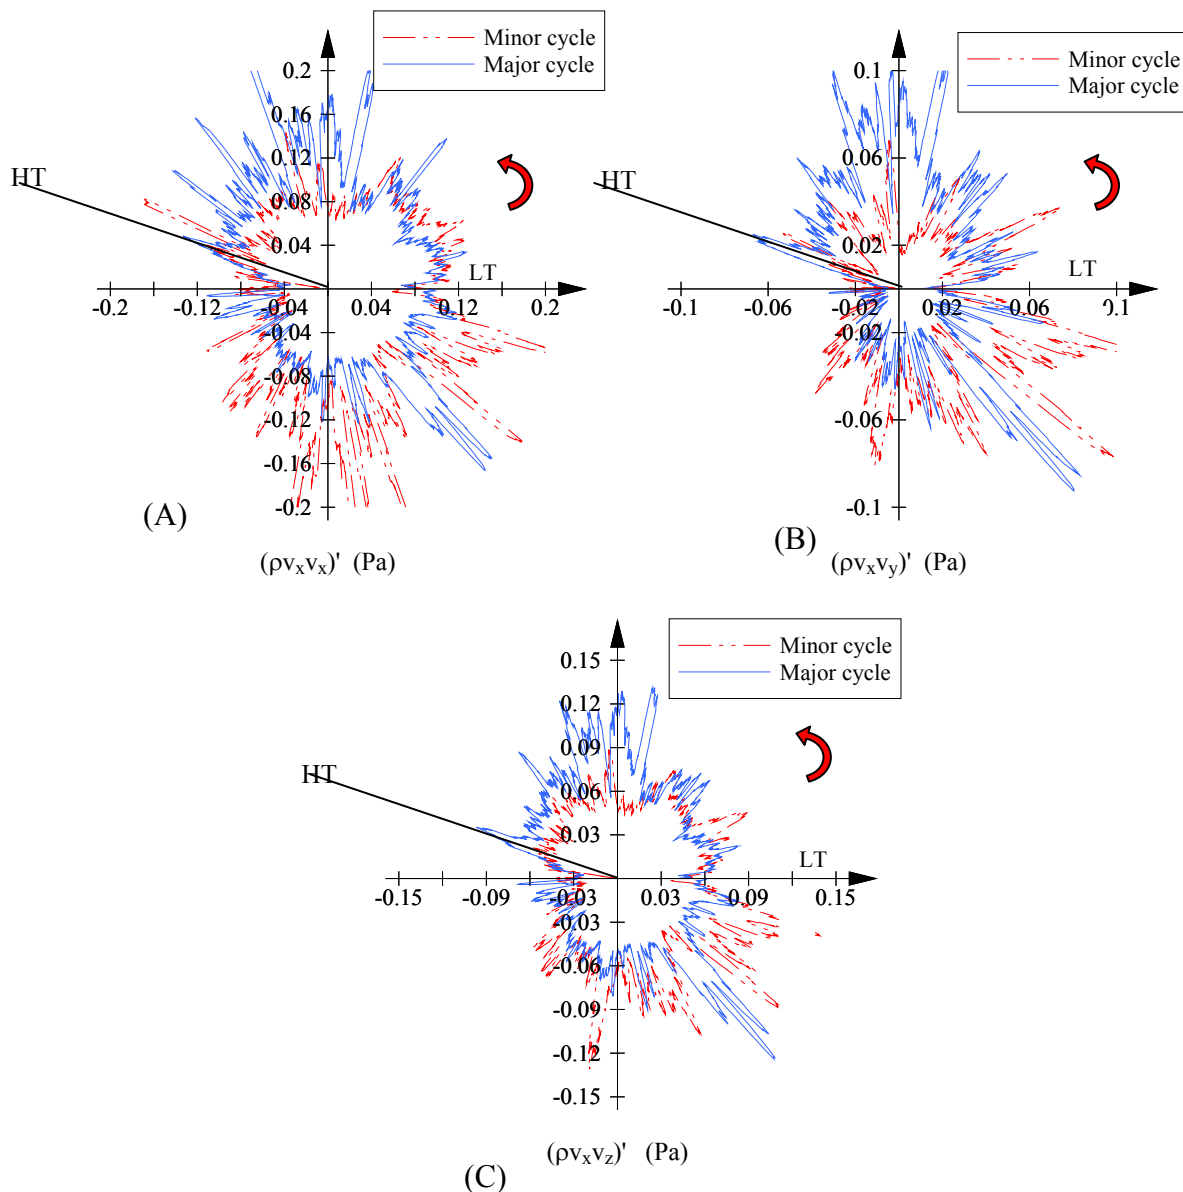 Minor cycle
Major cycle
0.2
0.16
0.12
0.08
0.04
HT
LT
-0.2
-0.12
-0.04
0.04
0.12
0.2
-0.04
-0.08
-0.12
-0.16
-0.2
(A)
(ρvₓvₓ)' (Pa)
Minor cycle
Major cycle
0.1
0.06
0.02
HT
LT
-0.1
-0.06
-0.02
0.02
0.06
0.1
-0.02
-0.06
-0.1
(B)
(ρvₓvᵧ)' (Pa)
Minor cycle
Major cycle
0.15
0.12
0.09
0.06
0.03
HT
LT
-0.15
-0.09
-0.03
0.03
0.09
0.15
-0.03
-0.06
-0.09
-0.12
-0.15
(ρvₓv_z)' (Pa)
(C)